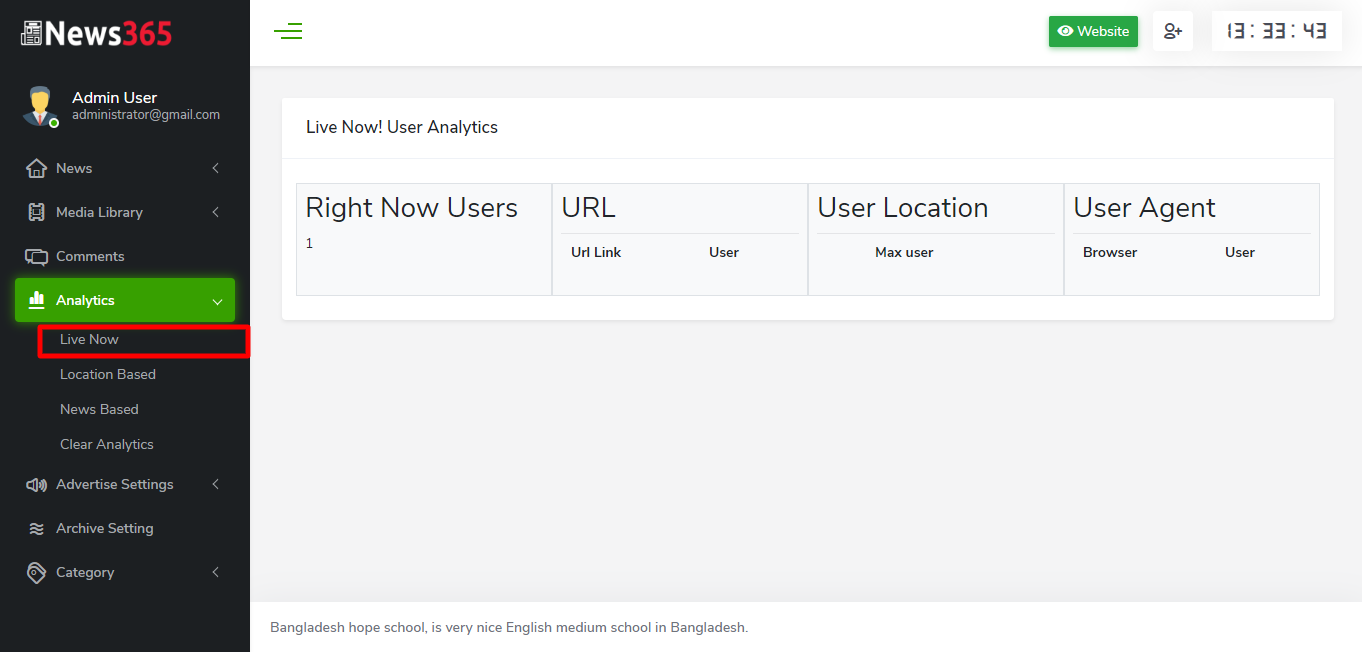 News365
Website
13:33:43
Admin User
administrator@gmail.com
News
Media Library
Comments
Analytics
Live Now
Location Based
News Based
Clear Analytics
Advertise Settings
Archive Setting
Category
Live Now! User Analytics
Right Now Users
1
URL
Url Link User
User Location
Max user
User Agent
Browser User
Bangladesh hope school, is very nice English medium school in Bangladesh.